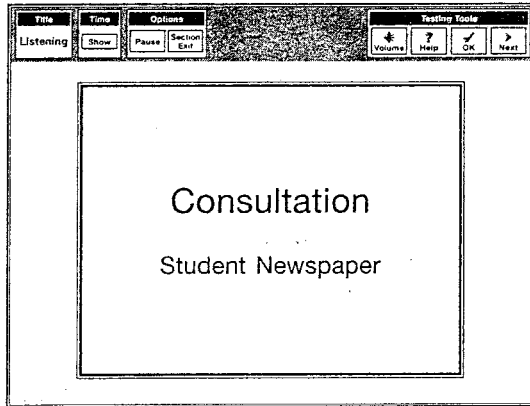 Title Time Options Testing Tools
Listening Show Pause Section Exit Volume Help OK Next
Consultation
Student Newspaper